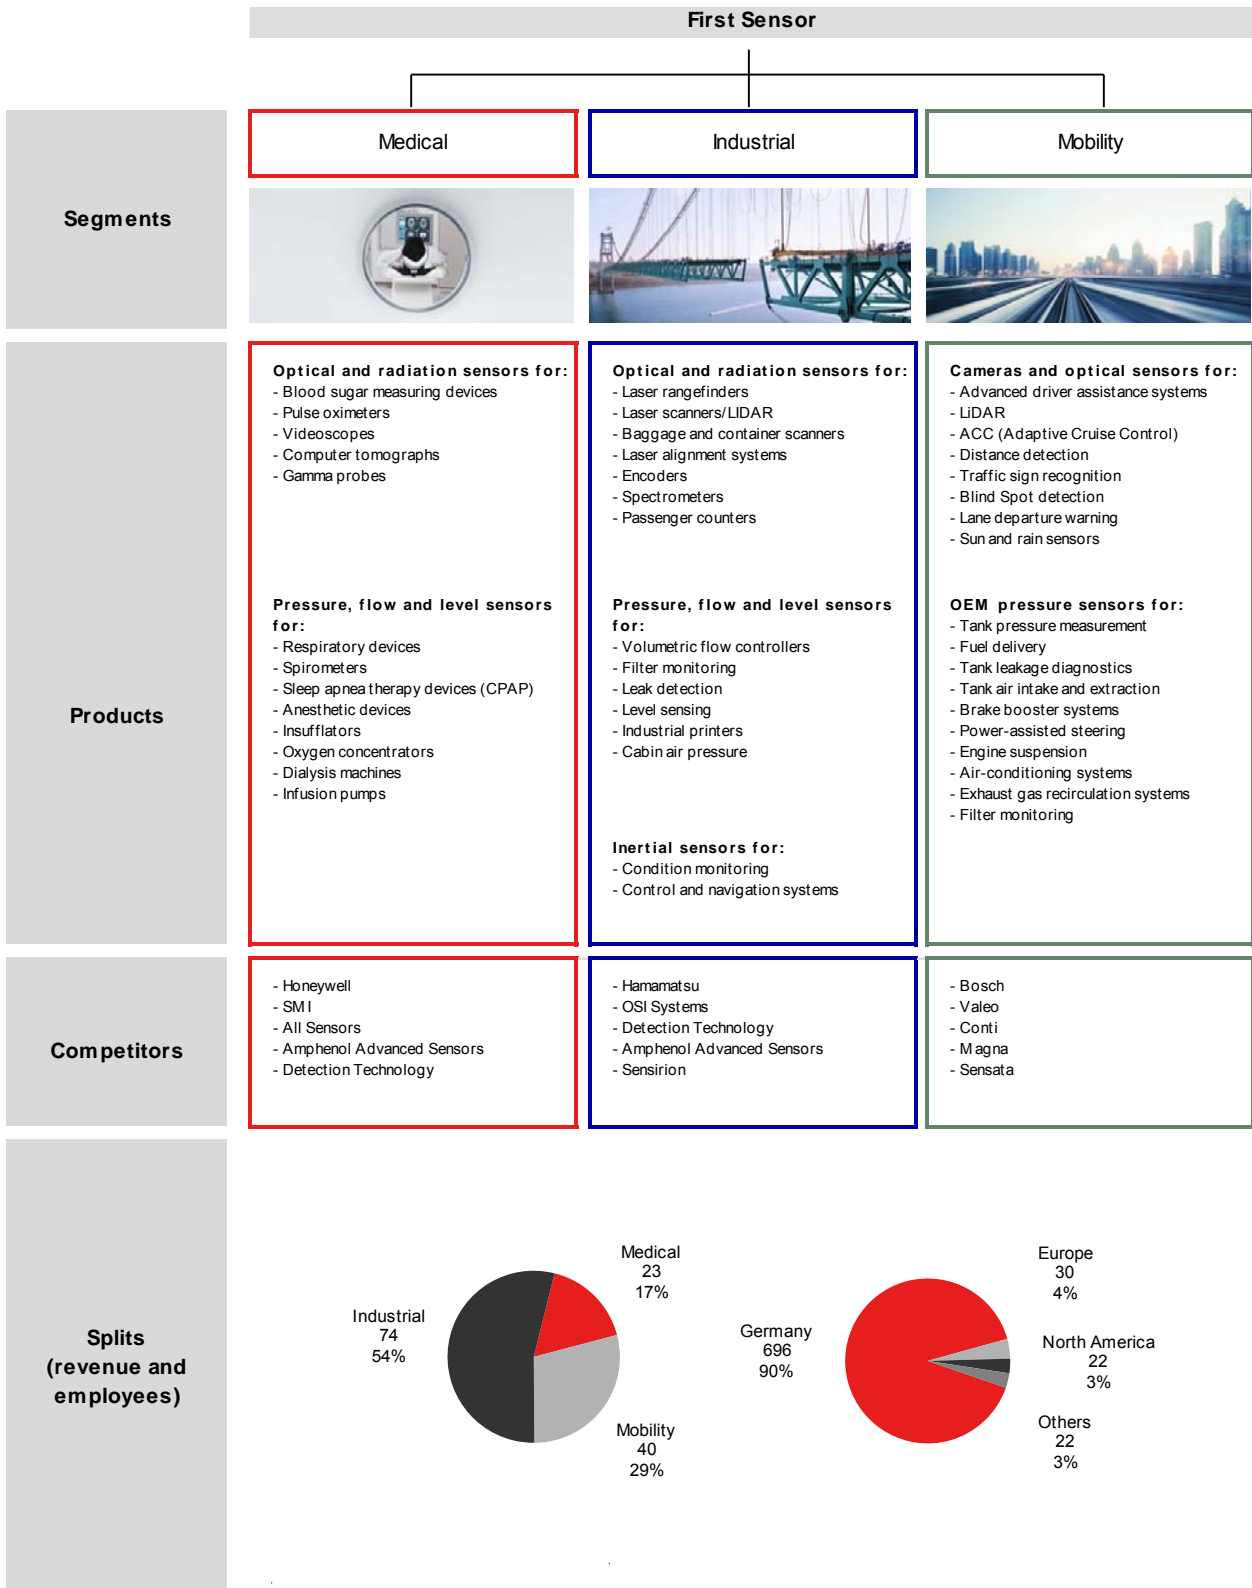 First Sensor
Medical
Industrial
Mobility
Segments
Products
Optical and radiation sensors for:
- Blood sugar measuring devices
- Pulse oximeters
- Videoscopes
- Computer tomographs
- Gamma probes
Pressure, flow and level sensors
for:
- Respiratory devices
- Spirometers
- Sleep apnea therapy devices (CPAP)
- Anesthetic devices
- Insufflators
- Oxygen concentrators
- Dialysis machines
- Infusion pumps
Optical and radiation sensors for:
- Laser rangefinders
- Laser scanners/LIDAR
- Baggage and container scanners
- Laser alignment systems
- Encoders
- Spectrometers
- Passenger counters
Pressure, flow and level sensors
for:
- Volumetric flow controllers
- Filter monitoring
- Leak detection
- Level sensing
- Industrial printers
- Cabin air pressure
Inertial sensors for:
- Condition monitoring
- Control and navigation systems
Cameras and optical sensors for:
- Advanced driver assistance systems
- LiDAR
- ACC (Adaptive Cruise Control)
- Distance detection
- Traffic sign recognition
- Blind Spot detection
- Lane departure warning
- Sun and rain sensors
OEM pressure sensors for:
- Tank pressure measurement
- Fuel delivery
- Tank leakage diagnostics
- Tank air intake and extraction
- Brake booster systems
- Power-assisted steering
- Engine suspension
- Air-conditioning systems
- Exhaust gas recirculation systems
- Filter monitoring
Competitors
- Honeywell
- SMI
- All Sensors
- Amphenol Advanced Sensors
- Detection Technology
- Hamamatsu
- OSI Systems
- Detection Technology
- Amphenol Advanced Sensors
- Sensirion
- Bosch
- Valeo
- Conti
- Magna
- Sensata
Splits
(revenue and
employees)
Medical
23
17%
Industrial
74
54%
Mobility
40
29%
Europe
30
4%
Germany
696
90%
North America
22
3%
Others
22
3%